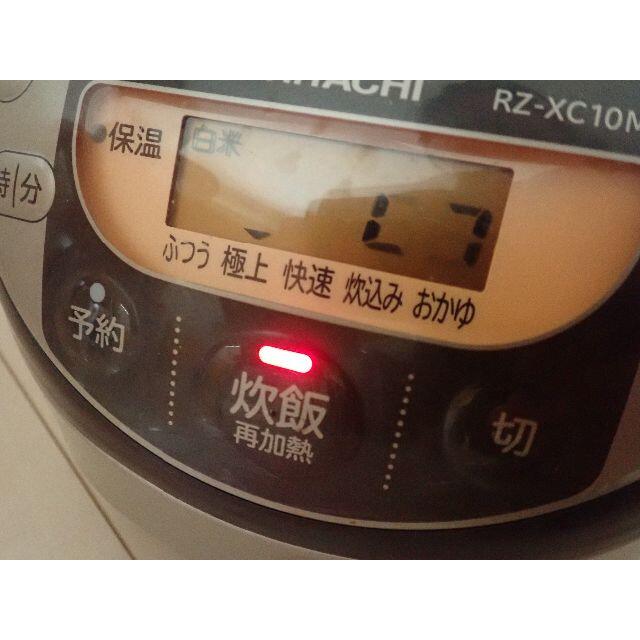 HITACHI
RZ-XC10M
保温
白米
時|分
ふつう 極上 快速 炊込み おかゆ
予約
炊飯
再加熱
切